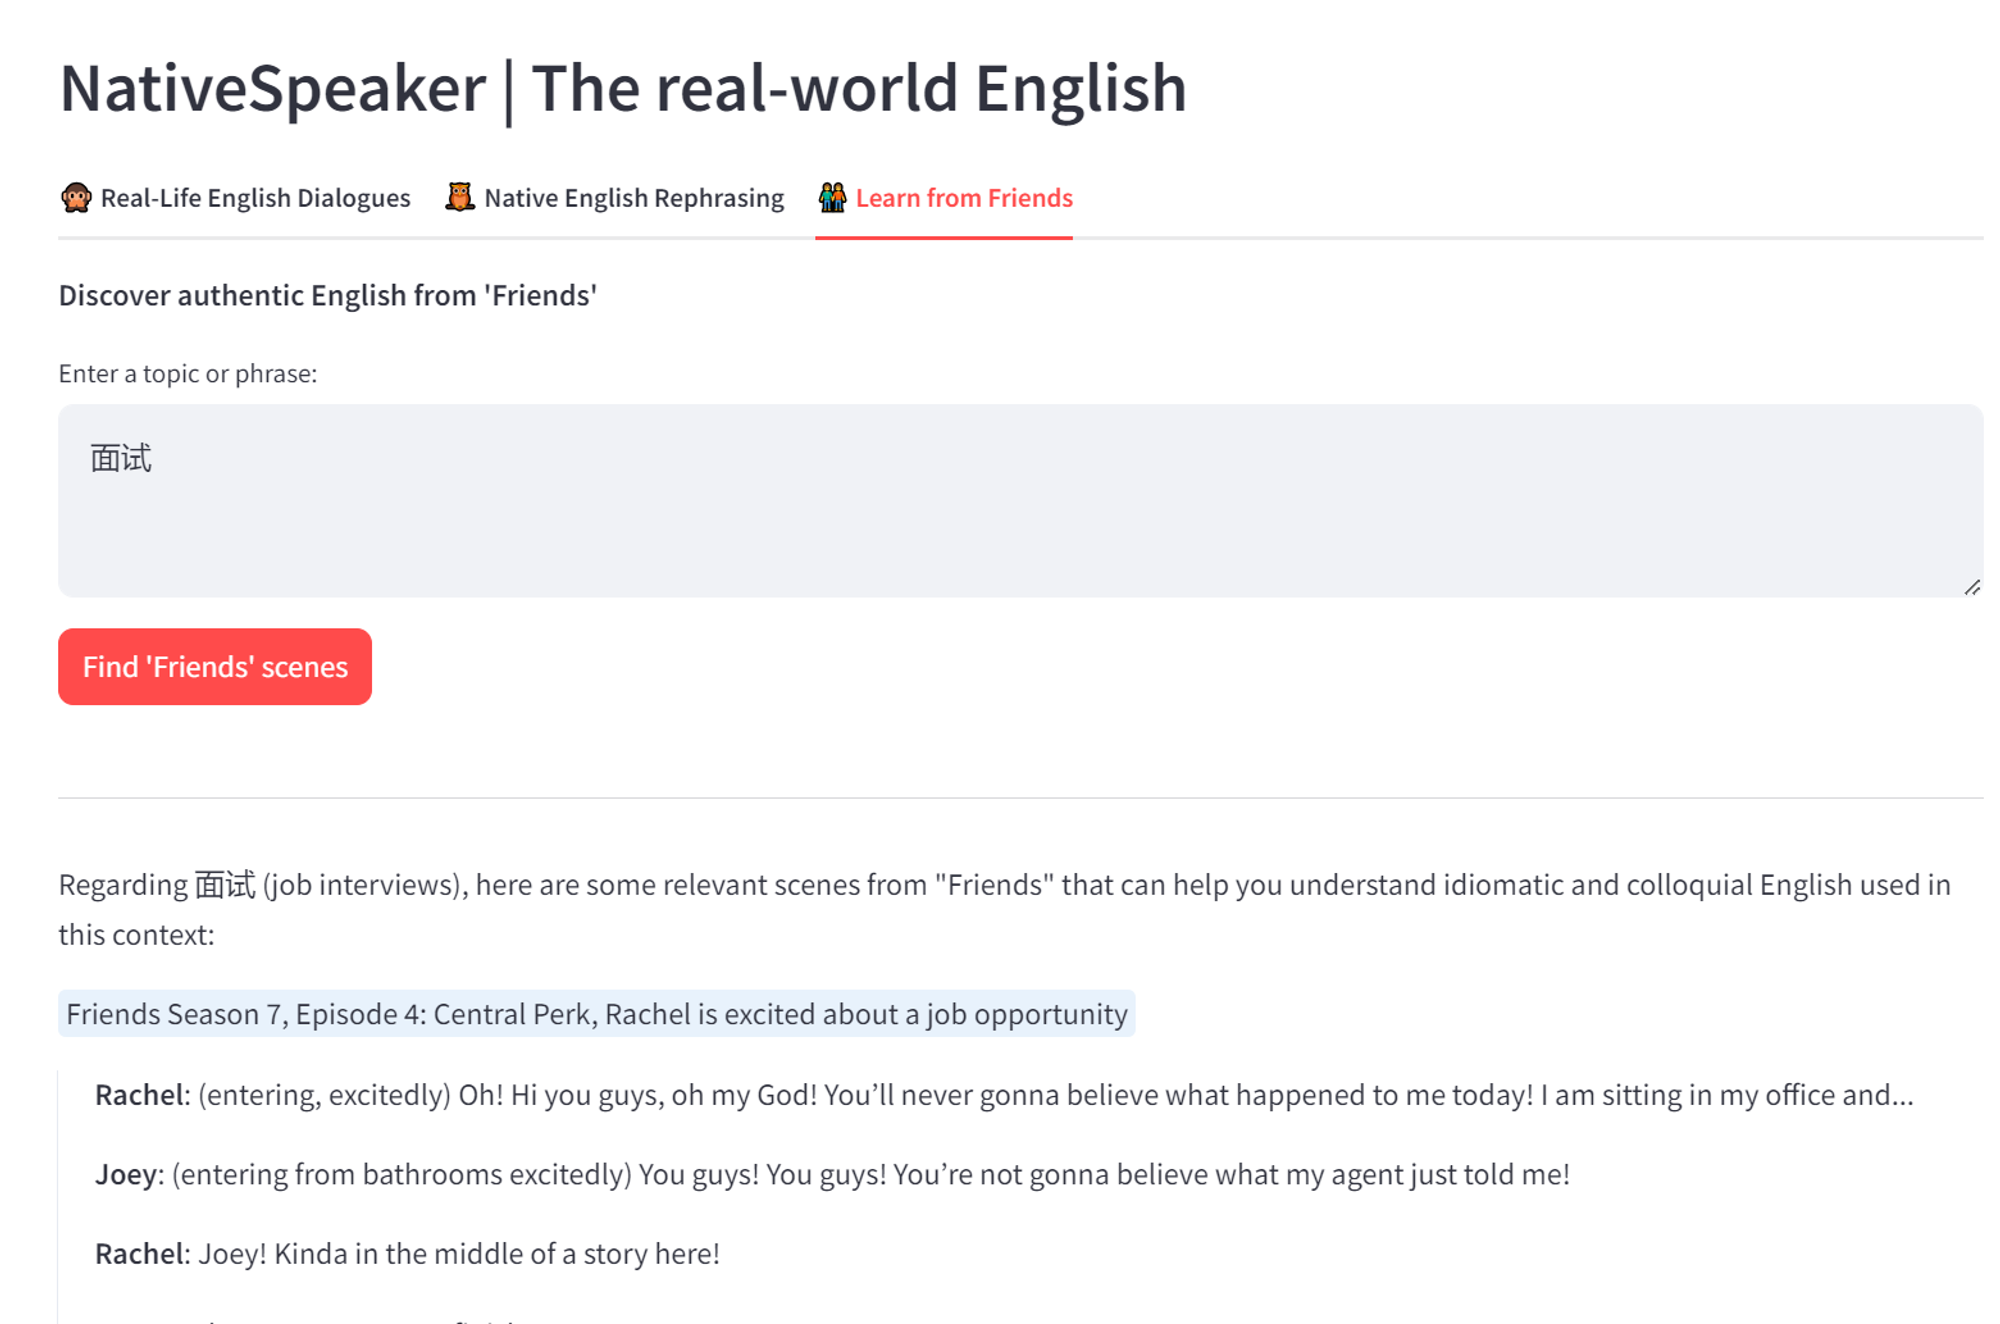 NativeSpeaker | The real-world English
Real-Life English Dialogues Native English Rephrasing Learn from Friends
Discover authentic English from 'Friends'
Enter a topic or phrase:
面试
Find 'Friends' scenes
Regarding 面试 (job interviews), here are some relevant scenes from "Friends" that can help you understand idiomatic and colloquial English used in
this context:
Friends Season 7, Episode 4: Central Perk, Rachel is excited about a job opportunity
Rachel: (entering, excitedly) Oh! Hi you guys, oh my God! You’ll never gonna believe what happened to me today! I am sitting in my office and...
Joey: (entering from bathrooms excitedly) You guys! You guys! You’re not gonna believe what my agent just told me!
Rachel: Joey! Kinda in the middle of a story here!